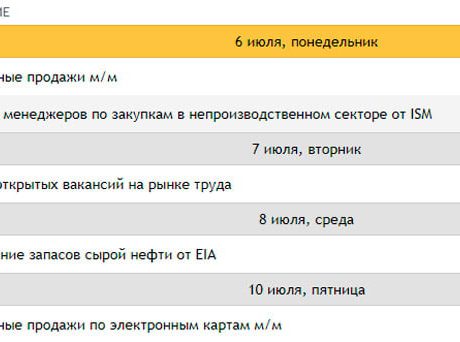 ИЕ
6 июля, понедельник
ные продажи м/м
менеджеров по закупкам в непроизводственном секторе от ISM
7 июля, вторник
открытых вакансий на рынке труда
8 июля, среда
ние запасов сырой нефти от EIA
10 июля, пятница
ные продажи по электронным картам м/м